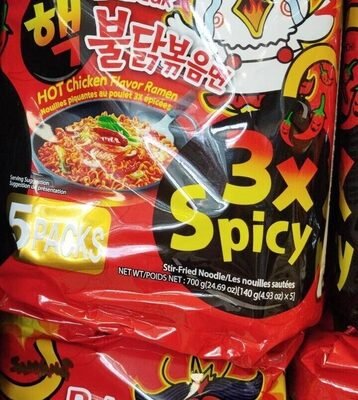 핵
불닭볶음면
HOT Chicken Flavor Ramen
Nouilles piquantes au poulet 3x épicées
Serving Suggestion
Suggestion de présentation
5 PACKS
3x
Spicy
Stir-Fried Noodle/Les nouilles sautées
NET WT/POIDS NET : 700 g(24.69 oz)[140 g(4.93 oz) x 5]